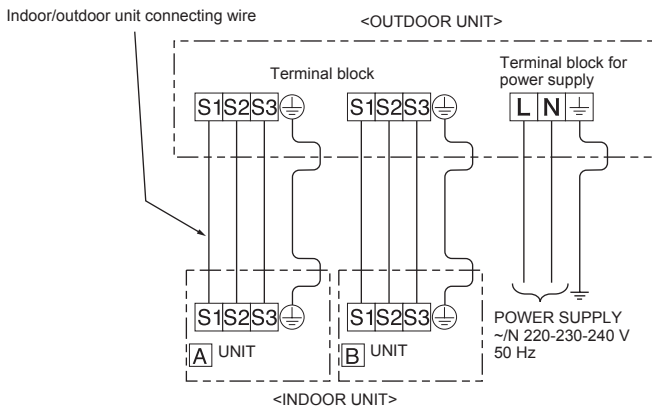 Indoor/outdoor unit connecting wire
<OUTDOOR UNIT>
Terminal block
Terminal block for
power supply
S1 S2 S3
S1 S2 S3
L N
S1 S2 S3
S1 S2 S3
A UNIT
B UNIT
POWER SUPPLY
~/N 220-230-240 V
50 Hz
<INDOOR UNIT>